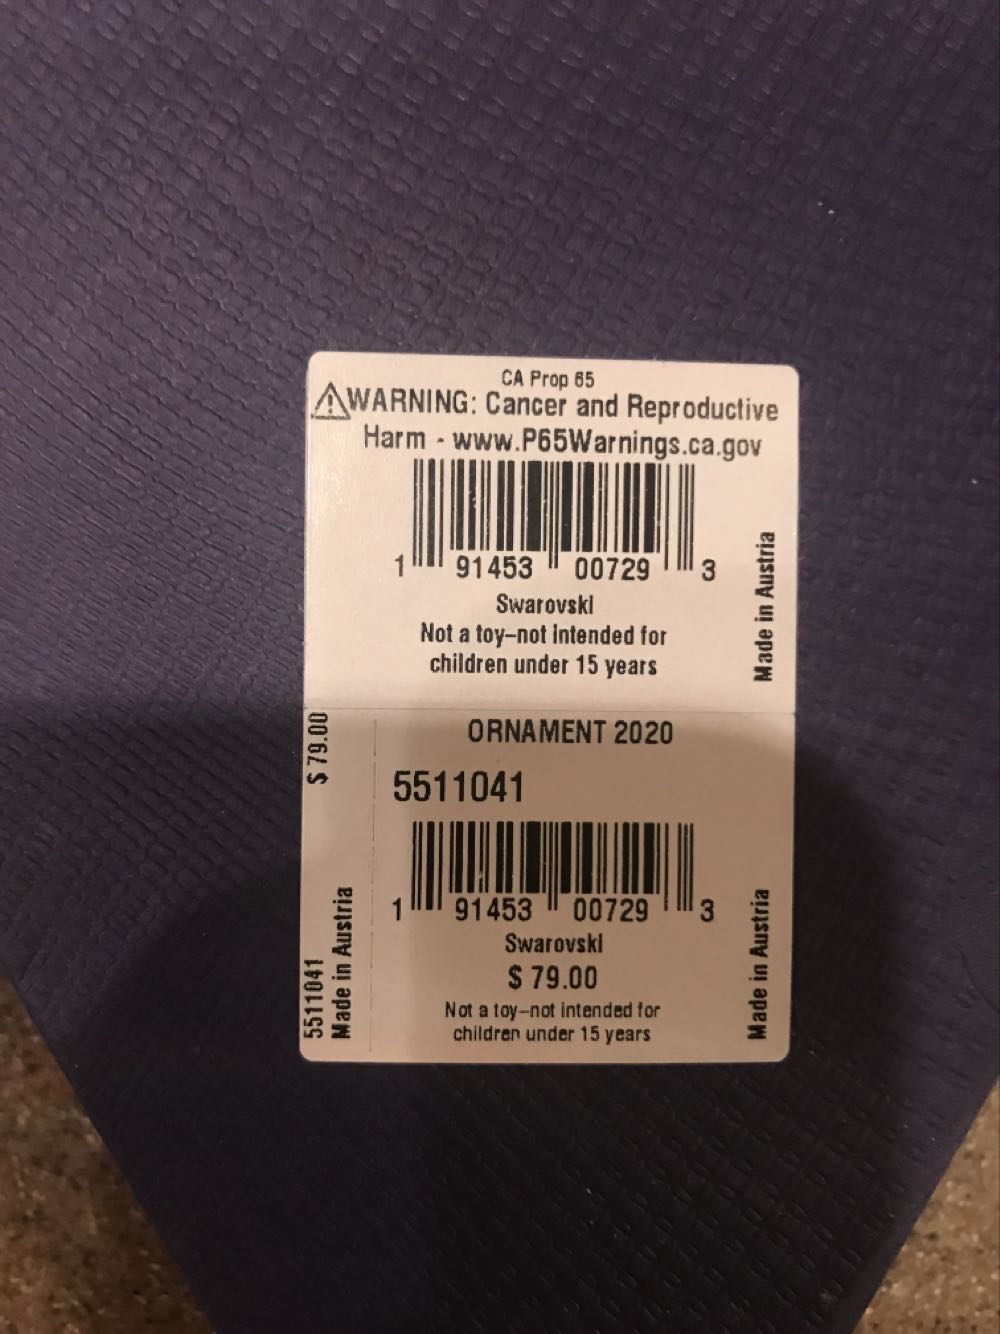 CA Prop 65
WARNING: Cancer and Reproductive
Harm - www.P65Warnings.ca.gov
1 91453 00729 3
Swarovski
Not a toy–not intended for
children under 15 years
Made in Austria
ORNAMENT 2020
5511041
1 91453 00729 3
Swarovski
$ 79.00
Not a toy–not intended for
children under 15 years
Made in Austria
$ 79.00
5511041
Made in Austria